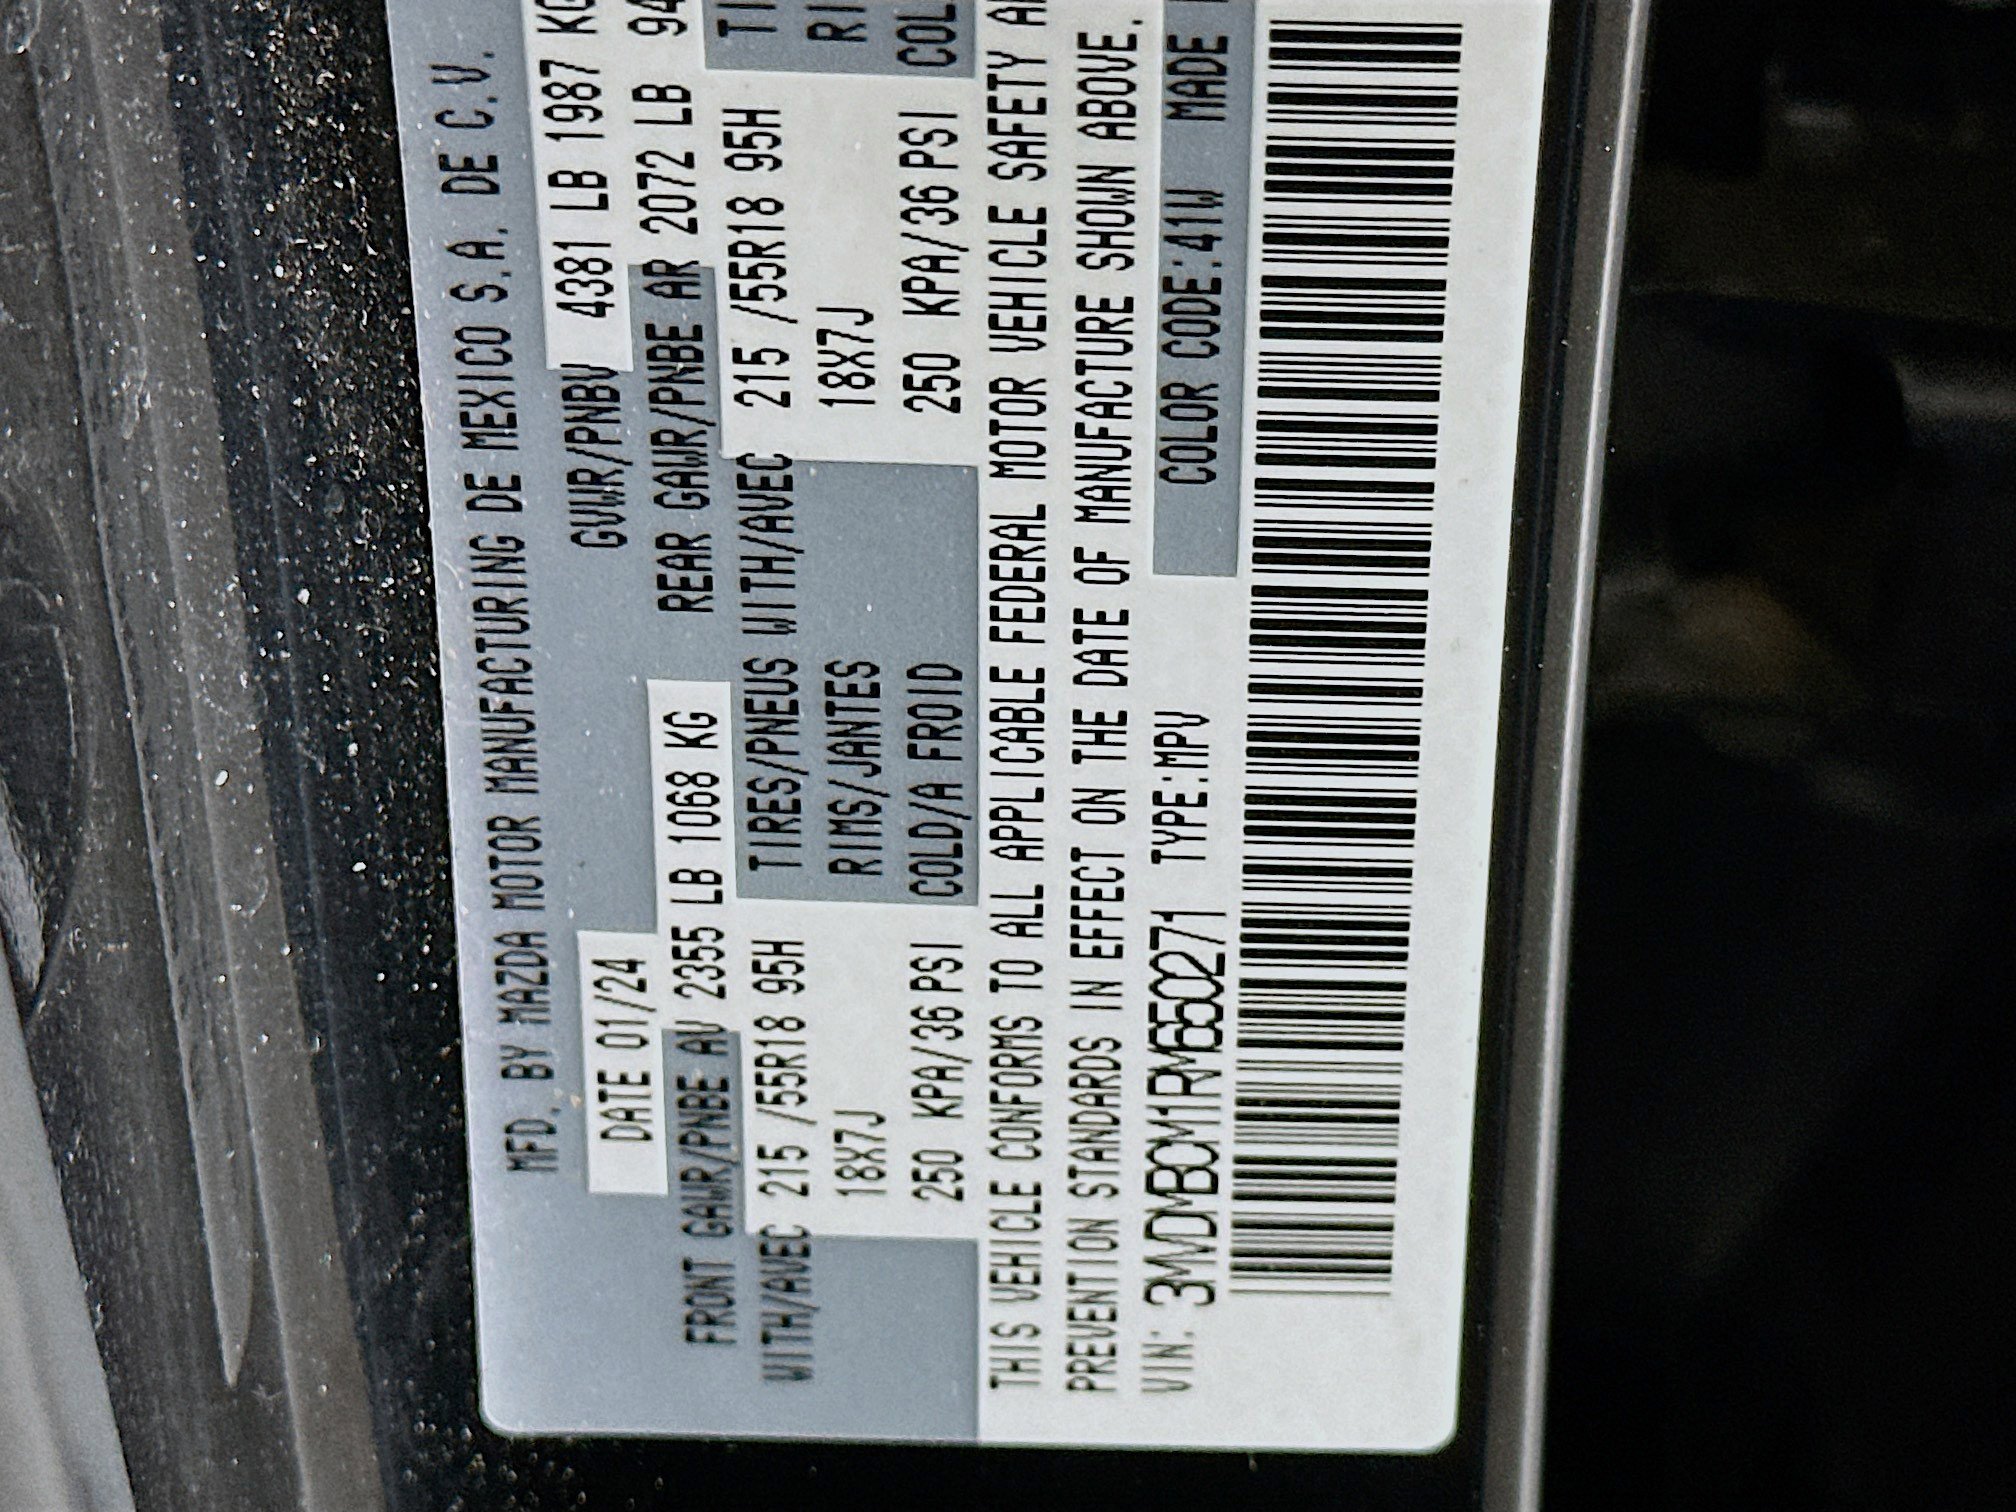 MFD. BY MAZDA MOTOR MANUFACTURING DE MEXICO S.A. DE C.V.
DATE 01/24 GVWR/PNBV 4381 LB 1987 KG
FRONT GAWR/PNBE AV 2355 LB 1068 KG REAR GAWR/PNBE AR 2072 LB 94
WITH/AVEC 215 /55R18 95H TIRES/PNEUS WITH/AVEC 215 /55R18 95H TI
18X7J RIMS/JANTES 18X7J RI
250 KPA/36 PSI COLD/A FROID 250 KPA/36 PSI COL
THIS VEHICLE CONFORMS TO ALL APPLICABLE FEDERAL MOTOR VEHICLE SAFETY
PREVENTION STANDARDS IN EFFECT ON THE DATE OF MANUFACTURE SHOWN ABOVE.
VIN: 3MVDMBCM1RM650271 TYPE:MPV COLOR CODE:41W MADE